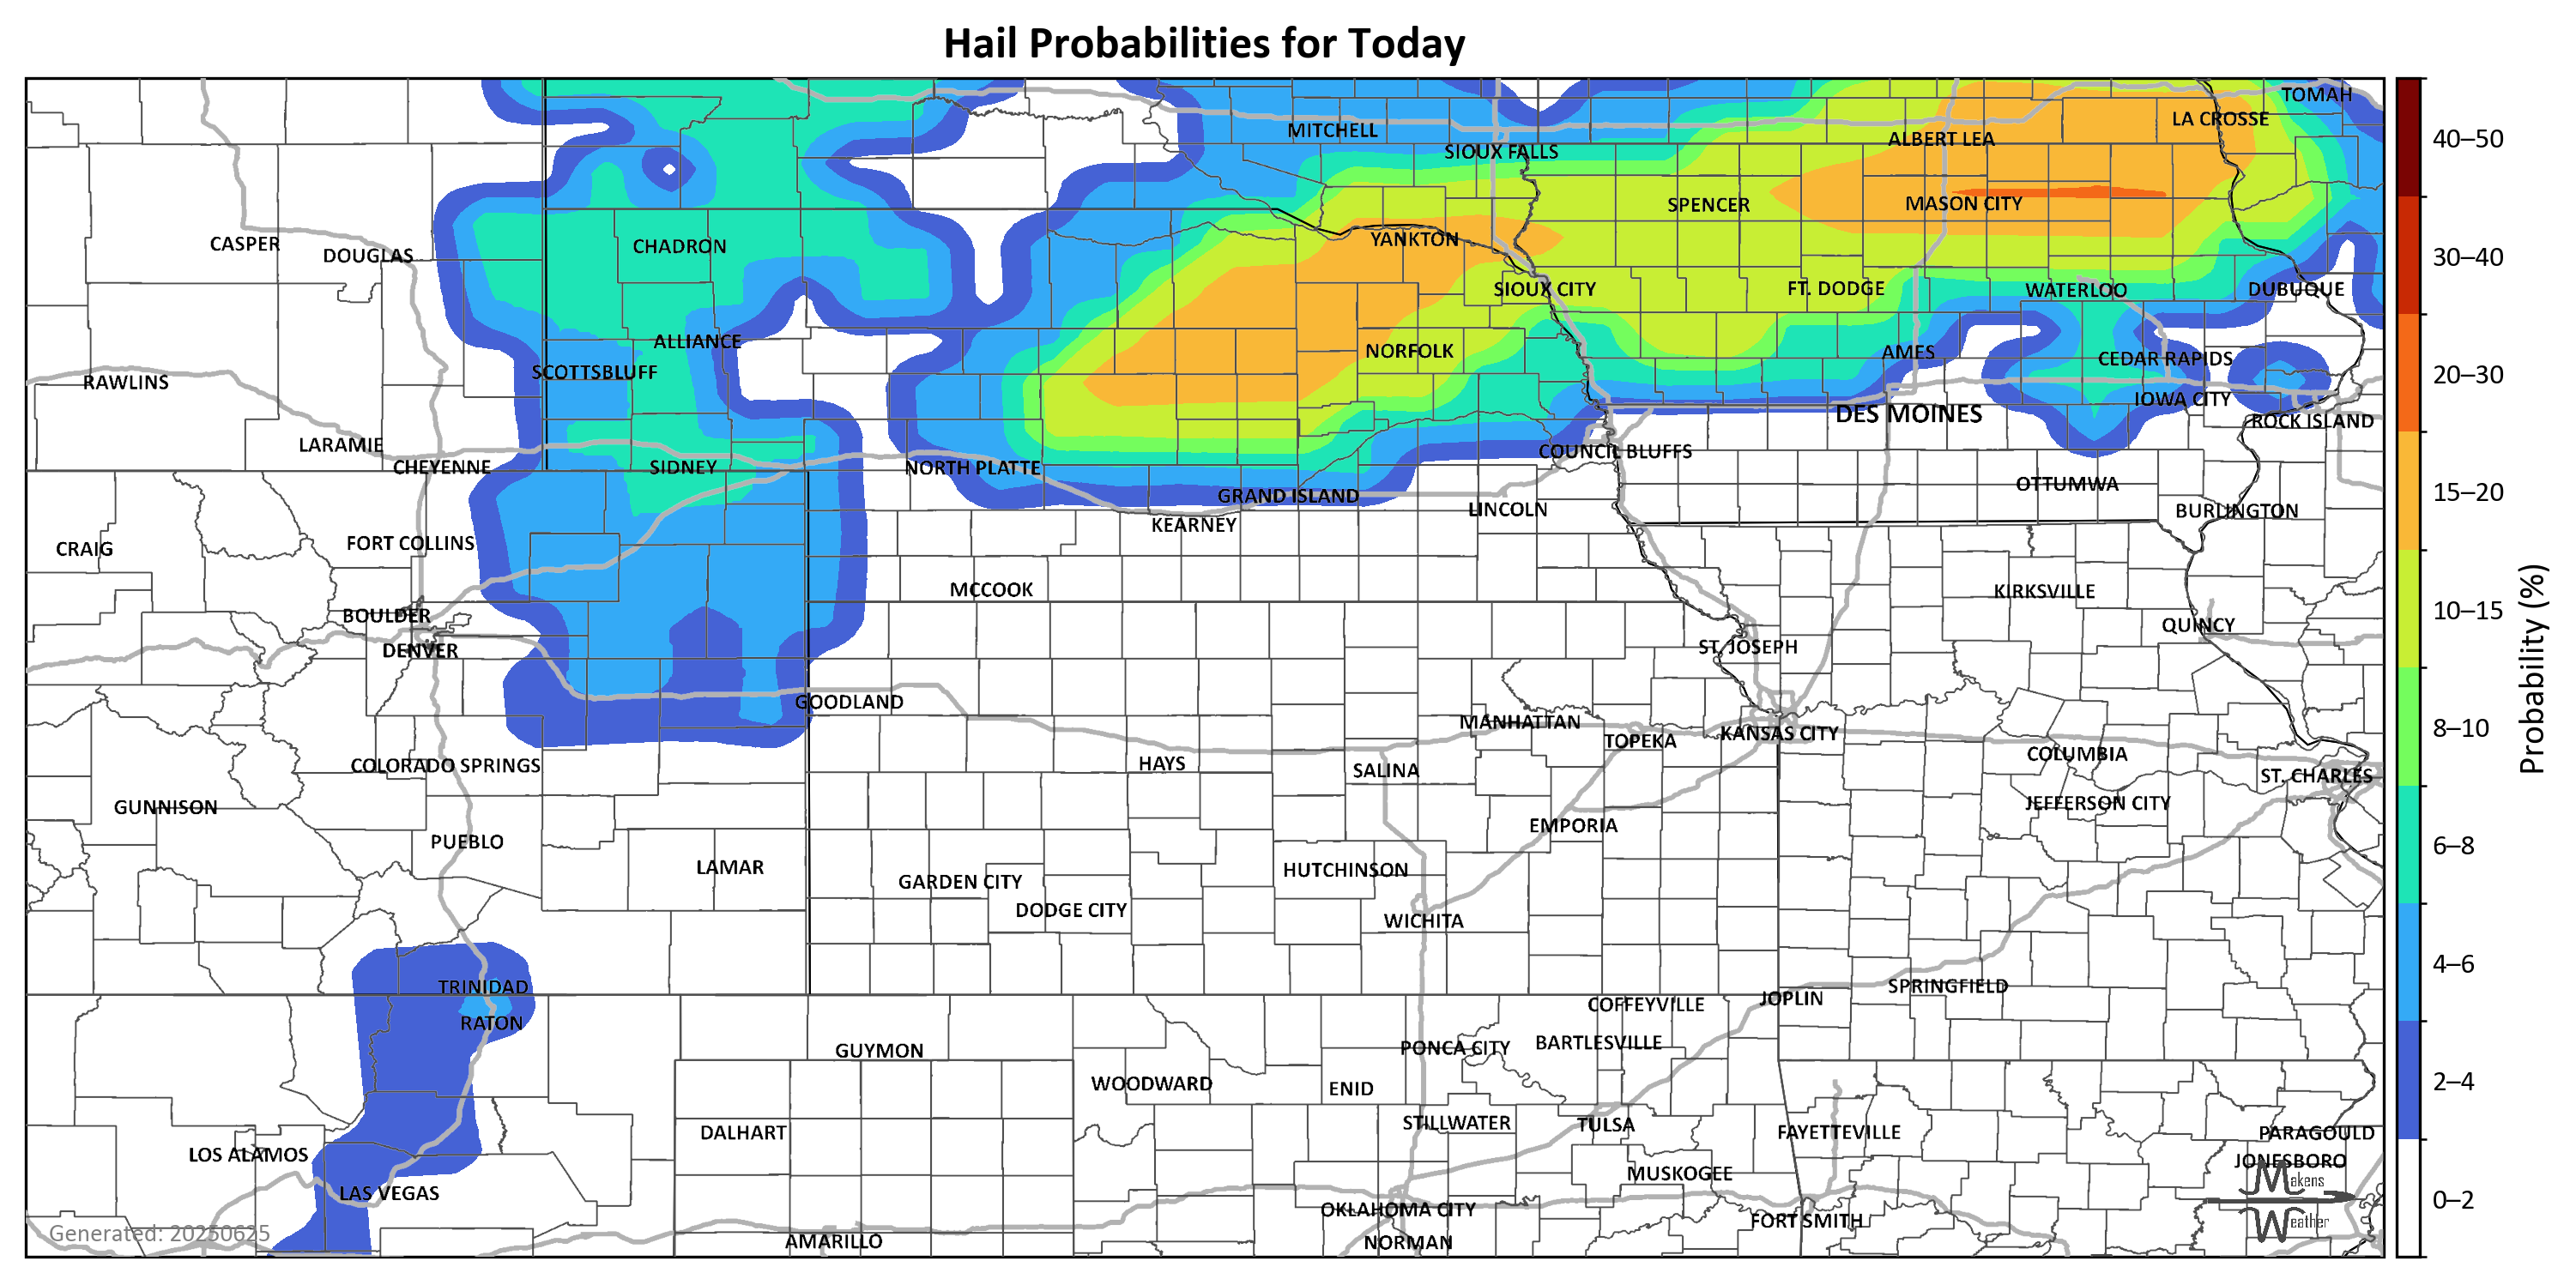 Hail Probabilities for Today
TOMAH
LA CROSSE
MITCHELL
ALBERT LEA
SIOUX FALLS
SPENCER
MASON CITY
YANKTON
CASPER
CHADRON
DOUGLAS
SIOUX CITY
FT. DODGE
WATERLOO
DUBUQUE
ALLIANCE
NORFOLK
AMES
CEDAR RAPIDS
SCOTTSBLUFF
RAWLINS
IOWA CITY
DES MOINES
ROCK ISLAND
LARAMIE
COUNCIL BLUFFS
CHEYENNE
SIDNEY
NORTH PLATTE
OTTUMWA
GRAND ISLAND
LINCOLN
BURLINGTON
KEARNEY
FORT COLLINS
CRAIG
MCCOOK
KIRKSVILLE
BOULDER
QUINCY
DENVER
ST. JOSEPH
GOODLAND
MANHATTAN
TOPEKA
KANSAS CITY
COLUMBIA
COLORADO SPRINGS
HAYS
SALINA
ST. CHARLES
GUNNISON
JEFFERSON CITY
EMPORIA
PUEBLO
LAMAR
HUTCHINSON
GARDEN CITY
DODGE CITY
WICHITA
TRINIDAD
SPRINGFIELD
JOPLIN
COFFEYVILLE
RATON
BARTLESVILLE
PONCA CITY
GUYMON
WOODWARD
ENID
STILLWATER
TULSA
DALHART
FAYETTEVILLE
PARAGOULD
LOS ALAMOS
JONESBORO
MUSKOGEE
LAS VEGAS
OKLAHOMA CITY
FORT SMITH
AMARILLO
NORMAN
Generated: 20250625
Makens
Weather
40–50
30–40
20–30
15–20
10–15
8–10
6–8
4–6
2–4
0–2
Probability (%)